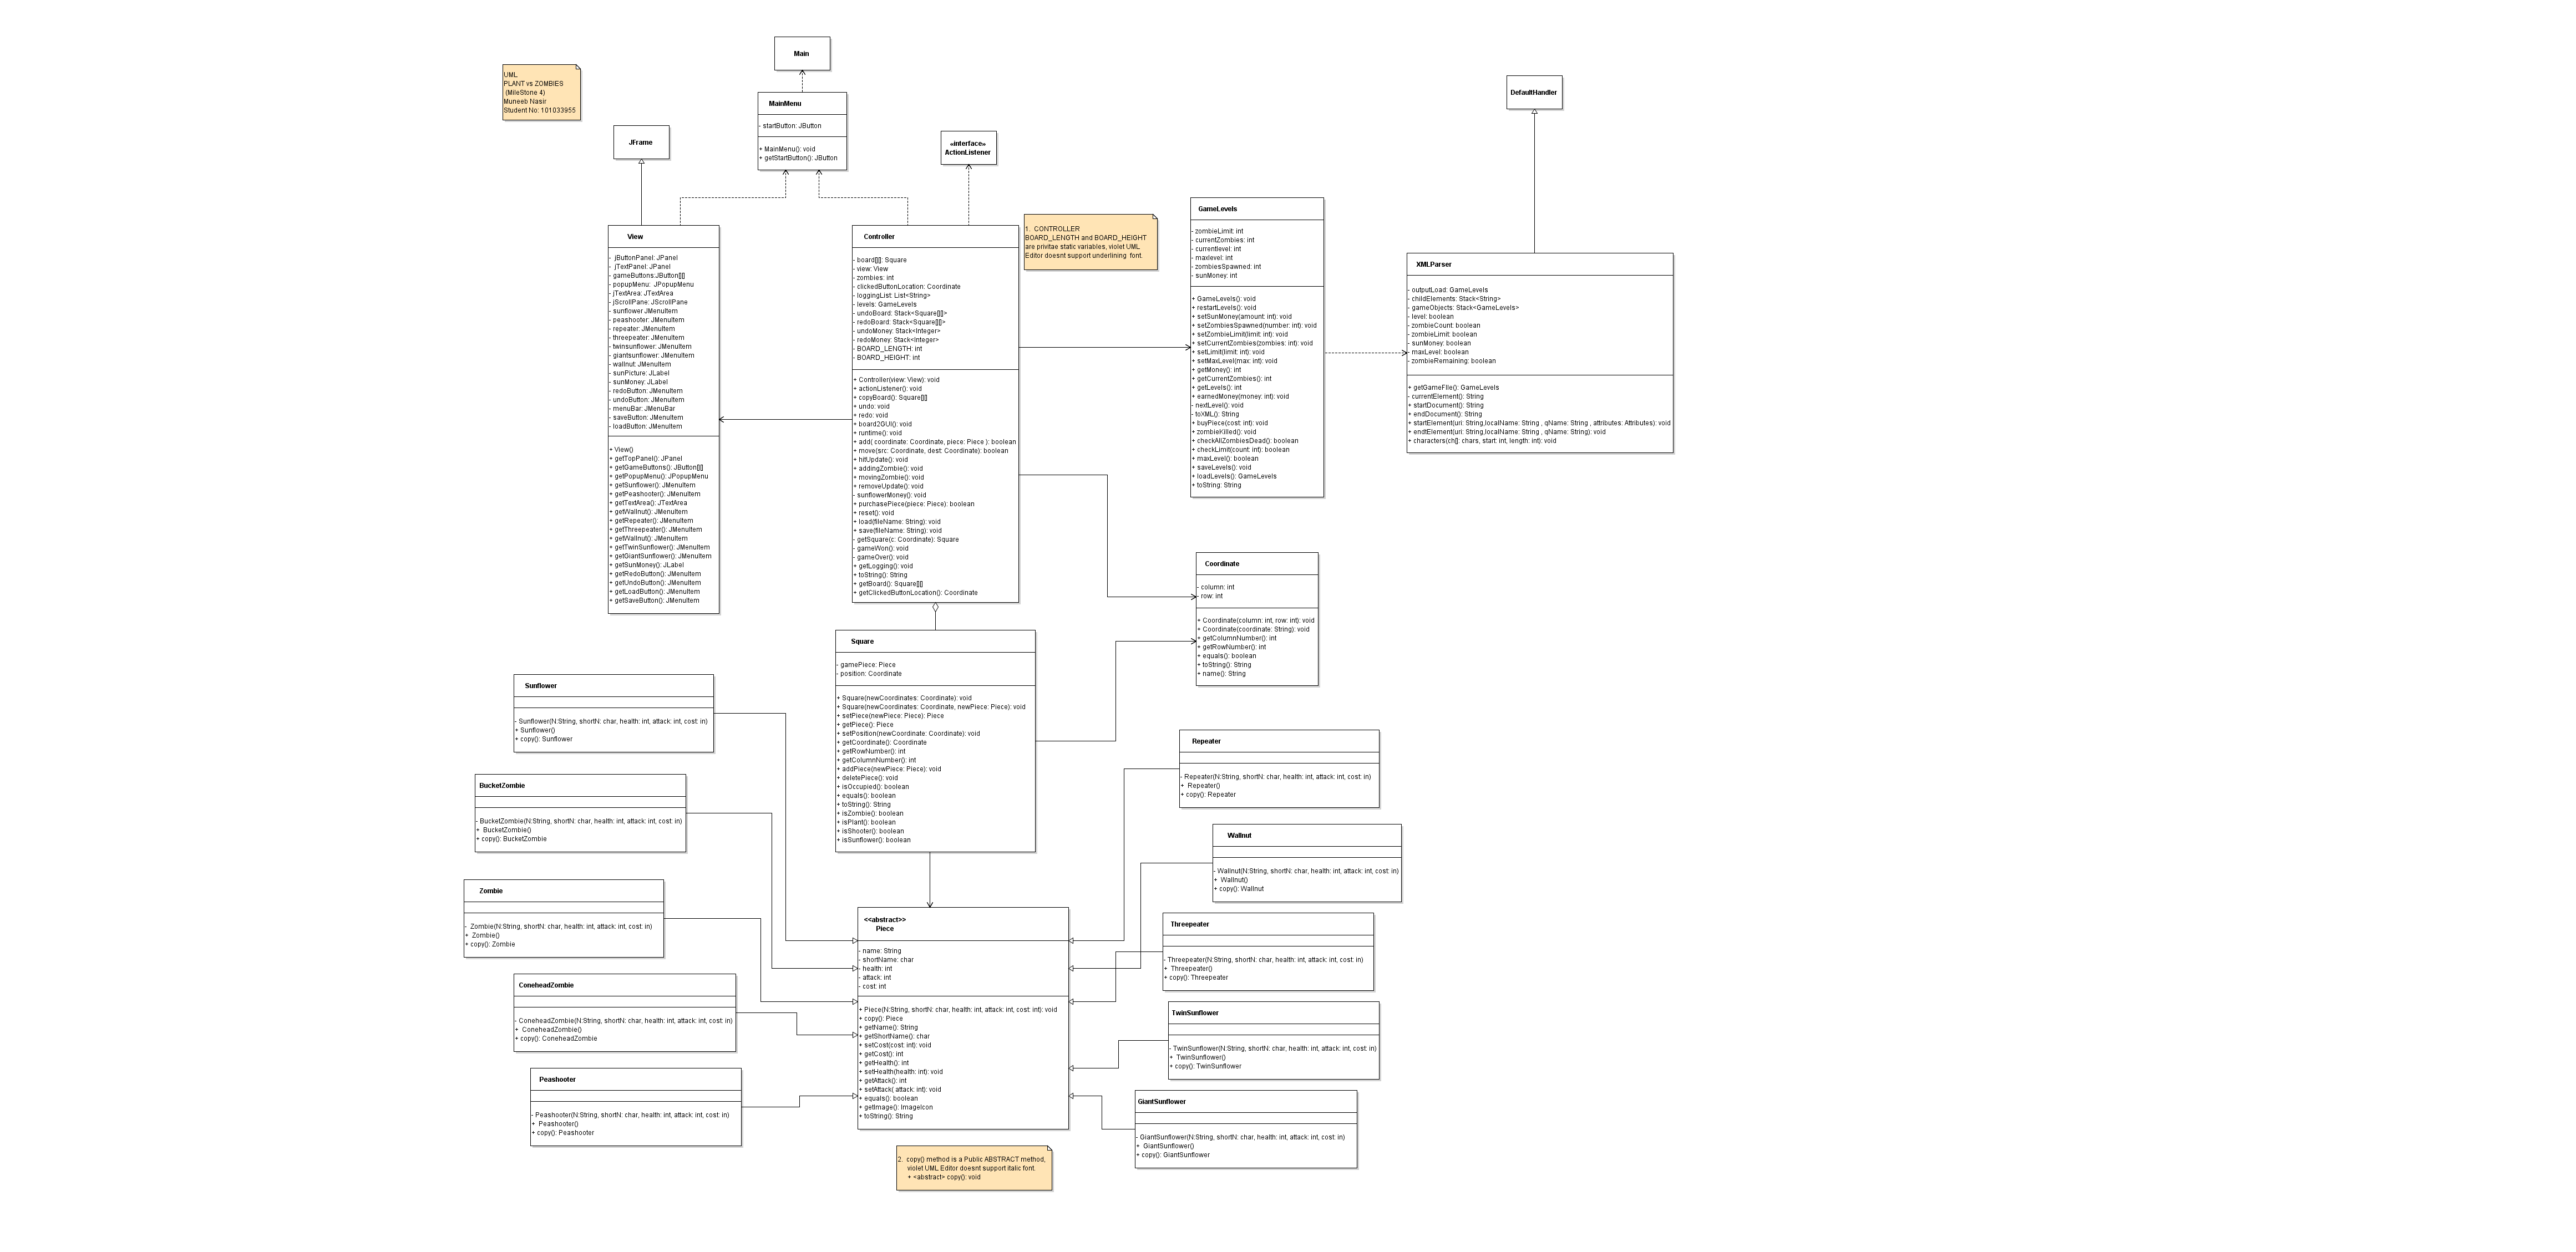 Main
UML
PLANT vs ZOMBIES
(MileStone 4)
Muneeb Nasir
Student No: 101033955
MainMenu
- startButton: JButton
+ MainMenu(): void
+ getStartButton(): JButton
JFrame
«interface»
ActionListener
DefaultHandler
View
- jButtonPanel: JPanel
- jTextPanel: JPanel
- gameButtons:JButton[][]
- popupMenu: JPopupMenu
- jTextArea: JTextArea
- jScrollPane: JScrollPane
- sunflower JMenuItem
- peashooter: JMenuItem
- repeater: JMenuItem
- threepeater: JMenuItem
- twinsunflower: JMenuItem
- giantsunflower: JMenuItem
- wallnut: JMenuItem
- sunPicture: JLabel
- sunMoney: JLabel
- redoButton: JMenuItem
- undoButton: JMenuItem
- menuBar: JMenuBar
- saveButton: JMenuItem
- loadButton: JMenuItem
+ View()
+ getTopPanel(): JPanel
+ getGameButtons(): JButton[][]
+ getPopupMenu(): JPopupMenu
+ getSunflower(): JMenuItem
+ getPeashooter(): JMenuItem
+ getTextArea(): JTextArea
+ getWallnut(): JMenuItem
+ getRepeater(): JMenuItem
+ getThreepeater(): JMenuItem
+ getWallnut(): JMenuItem
+ getTwinSunflower(): JMenuItem
+ getGiantSunflower(): JMenuItem
+ getSunMoney(): JLabel
+ getRedoButton(): JMenuItem
+ getUndoButton(): JMenuItem
+ getLoadButton(): JMenuItem
+ getSaveButton(): JMenuItem
Controller
- board[][]: Square
- view: View
- zombies: int
- clickedButtonLocation: Coordinate
- loggingList: List<String>
- levels: GameLevels
- undoBoard: Stack<Square[][]>
- redoBoard: Stack<Square[][]>
- undoMoney: Stack<Integer>
- redoMoney: Stack<Integer>
- BOARD_LENGTH: int
- BOARD_HEIGHT: int
+ Controller(view: View): void
+ actionListener(): void
+ copyBoard(): Square[][]
+ undo: void
+ redo: void
+ board2GUI(): void
+ runtime(): void
+ add( coordinate: Coordinate, piece: Piece ): boolean
+ move(src: Coordinate, dest: Coordinate): boolean
+ hitUpdate(): void
+ addingZombie(): void
+ movingZombie(): void
+ removeUpdate(): void
- sunflowerMoney(): void
+ purchasePiece(piece: Piece): boolean
+ reset(): void
+ load(fileName: String): void
+ save(fileName: String): void
- getSquare(c: Coordinate): Square
- gameWon(): void
- gameOver(): void
+ getLogging(): void
+ toString(): String
+ getBoard(): Square[][]
+ getClickedButtonLocation(): Coordinate
1. CONTROLLER
BOARD_LENGTH and BOARD_HEIGHT
are privitae static variables, violet UML
Editor doesnt support underlining font.
GameLevels
- zombieLimit: int
- currentZombies: int
- currentlevel: int
- maxlevel: int
- zombiesSpawned: int
- sunMoney: int
+ GameLevels(): void
+ restartLevels(): void
+ setSunMoney(amount: int): void
+ setZombiesSpawned(number: int): void
+ setZombieLimit(limit: int): void
+ setCurrentZombies(zombies: int): void
+ setLimit(limit: int): void
+ setMaxLevel(max: int): void
+ getMoney(): int
+ getCurrentZombies(): int
+ getLevels(): int
+ earnedMoney(money: int): void
- nextLevel(): void
- toXML(): String
+ buyPiece(cost: int): void
+ zombieKilled(): void
+ checkAllZombiesDead(): boolean
+ checkLimit(count: int): boolean
+ maxLevel(): boolean
+ saveLevels(): void
+ loadLevels(): GameLevels
+ toString: String
XMLParser
- outputLoad: GameLevels
- childElements: Stack<String>
- gameObjects: Stack<GameLevels>
- level: boolean
- zombieCount: boolean
- zombieLimit: boolean
- sunMoney: boolean
- maxLevel: boolean
- zombieRemaining: boolean
+ getGameFIle(): GameLevels
- currentElement(): String
+ startDocument(): String
+ endDocument(): String
+ startElement(uri: String,localName: String , qName: String , attributes: Attributes): void
+ endtElement(uri: String,localName: String , qName: String): void
+ characters(ch[]: chars, start: int, length: int): void
Coordinate
- column: int
- row: int
+ Coordinate(column: int, row: int): void
+ Coordinate(coordinate: String): void
+ getColumnNumber(): int
+ getRowNumber(): int
+ equals(): boolean
+ toString(): String
+ name(): String
Square
- gamePiece: Piece
- position: Coordinate
+ Square(newCoordinates: Coordinate): void
+ Square(newCoordinates: Coordinate, newPiece: Piece): void
+ setPiece(newPiece: Piece): Piece
+ getPiece(): Piece
+ setPosition(newCoordinate: Coordinate): void
+ getCoordinate(): Coordinate
+ getRowNumber(): int
+ getColumnNumber(): int
+ addPiece(newPiece: Piece): void
+ deletePiece(): void
+ isOccupied(): boolean
+ equals(): boolean
+ toString(): String
+ isZombie(): boolean
+ isPlant(): boolean
+ isShooter(): boolean
+ isSunflower(): boolean
Sunflower
- Sunflower(N:String, shortN: char, health: int, attack: int, cost: in)
+ Sunflower()
+ copy(): Sunflower
BucketZombie
- BucketZombie(N:String, shortN: char, health: int, attack: int, cost: in)
+ BucketZombie()
+ copy(): BucketZombie
Zombie
- Zombie(N:String, shortN: char, health: int, attack: int, cost: in)
+ Zombie()
+ copy(): Zombie
ConeheadZombie
- ConeheadZombie(N:String, shortN: char, health: int, attack: int, cost: in)
+ ConeheadZombie()
+ copy(): ConeheadZombie
Peashooter
- Peashooter(N:String, shortN: char, health: int, attack: int, cost: in)
+ Peashooter()
+ copy(): Peashooter
<<abstract>>
Piece
- name: String
- shortName: char
- health: int
- attack: int
- cost: int
+ Piece(N:String, shortN: char, health: int, attack: int, cost: int): void
+ copy(): Piece
+ getName(): String
+ getShortName(): char
+ setCost(cost: int): void
+ getCost(): int
+ getHealth(): int
+ setHealth(health: int): void
+ getAttack(): int
+ setAttack( attack: int): void
+ equals(): boolean
+ getImage(): ImageIcon
+ toString(): String
Repeater
- Repeater(N:String, shortN: char, health: int, attack: int, cost: in)
+ Repeater()
+ copy(): Repeater
Wallnut
- Wallnut(N:String, shortN: char, health: int, attack: int, cost: in)
+ Wallnut()
+ copy(): Wallnut
Threepeater
- Threepeater(N:String, shortN: char, health: int, attack: int, cost: in)
+ Threepeater()
+ copy(): Threepeater
TwinSunflower
- TwinSunflower(N:String, shortN: char, health: int, attack: int, cost: in)
+ TwinSunflower()
+ copy(): TwinSunflower
GiantSunflower
- GiantSunflower(N:String, shortN: char, health: int, attack: int, cost: in)
+ GiantSunflower()
+ copy(): GiantSunflower
2. copy() method is a Public ABSTRACT method,
violet UML Editor doesnt support italic font.
+ <abstract> copy(): void